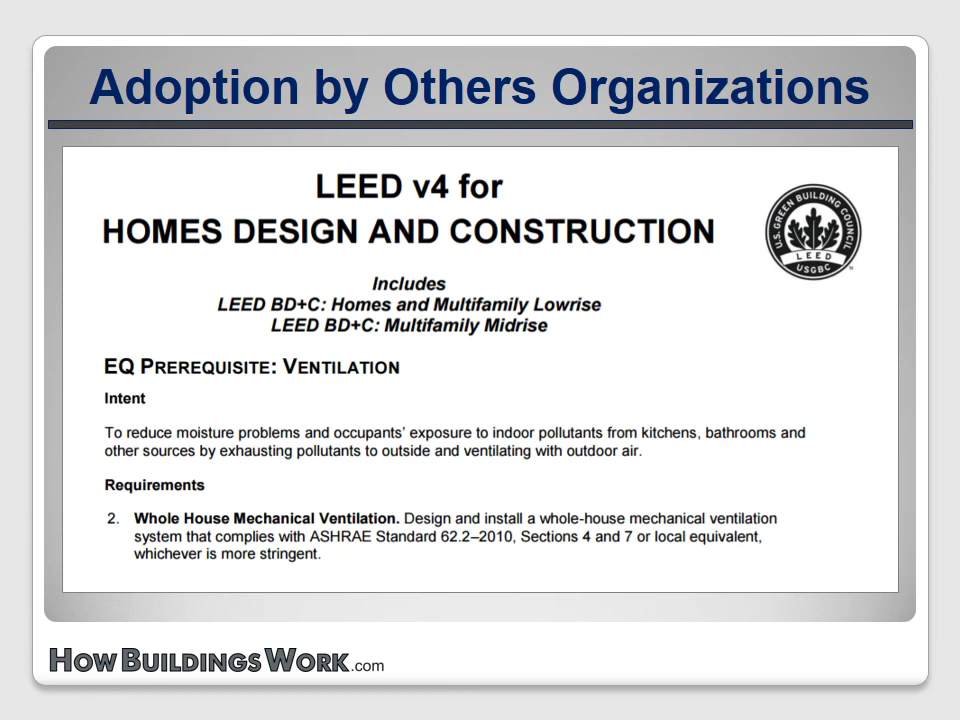 Adoption by Others Organizations
LEED v4 for
HOMES DESIGN AND CONSTRUCTION
U.S. GREEN BUILDING COUNCIL
LEED
USGBC
Includes
LEED BD+C: Homes and Multifamily Lowrise
LEED BD+C: Multifamily Midrise
EQ PREREQUISITE: VENTILATION
Intent
To reduce moisture problems and occupants’ exposure to indoor pollutants from kitchens, bathrooms and
other sources by exhausting pollutants to outside and ventilating with outdoor air.
Requirements
2. Whole House Mechanical Ventilation. Design and install a whole-house mechanical ventilation
system that complies with ASHRAE Standard 62.2–2010, Sections 4 and 7 or local equivalent,
whichever is more stringent.
HOWBUILDINGSWORK.com